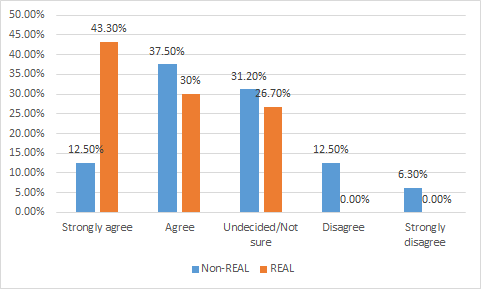 50.00%
45.00%
40.00%
35.00%
30.00%
25.00%
20.00%
15.00%
10.00%
5.00%
0.00%
12.50%
43.30%
37.50%
30%
31.20%
26.70%
12.50%
0.00%
6.30%
0.00%
Strongly agree
Agree
Undecided/Not
sure
Disagree
Strongly
disagree
Non-REAL
REAL